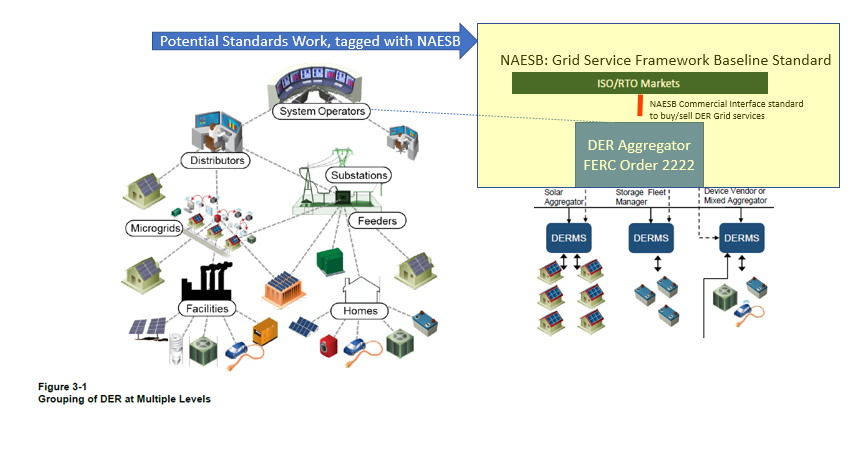 Potential Standards Work, tagged with NAESB
NAESB: Grid Service Framework Baseline Standard
ISO/RTO Markets
NAESB Commercial Interface standard
to buy/sell DER Grid services
DER Aggregator
FERC Order 2222
System Operators
Distributors
Substations
Microgrids
Feeders
Facilities
Homes
Solar
Aggregator
Storage Fleet
Manager
Device Vendor or
Mixed Aggregator
DERMS
DERMS
DERMS
Figure 3-1
Grouping of DER at Multiple Levels